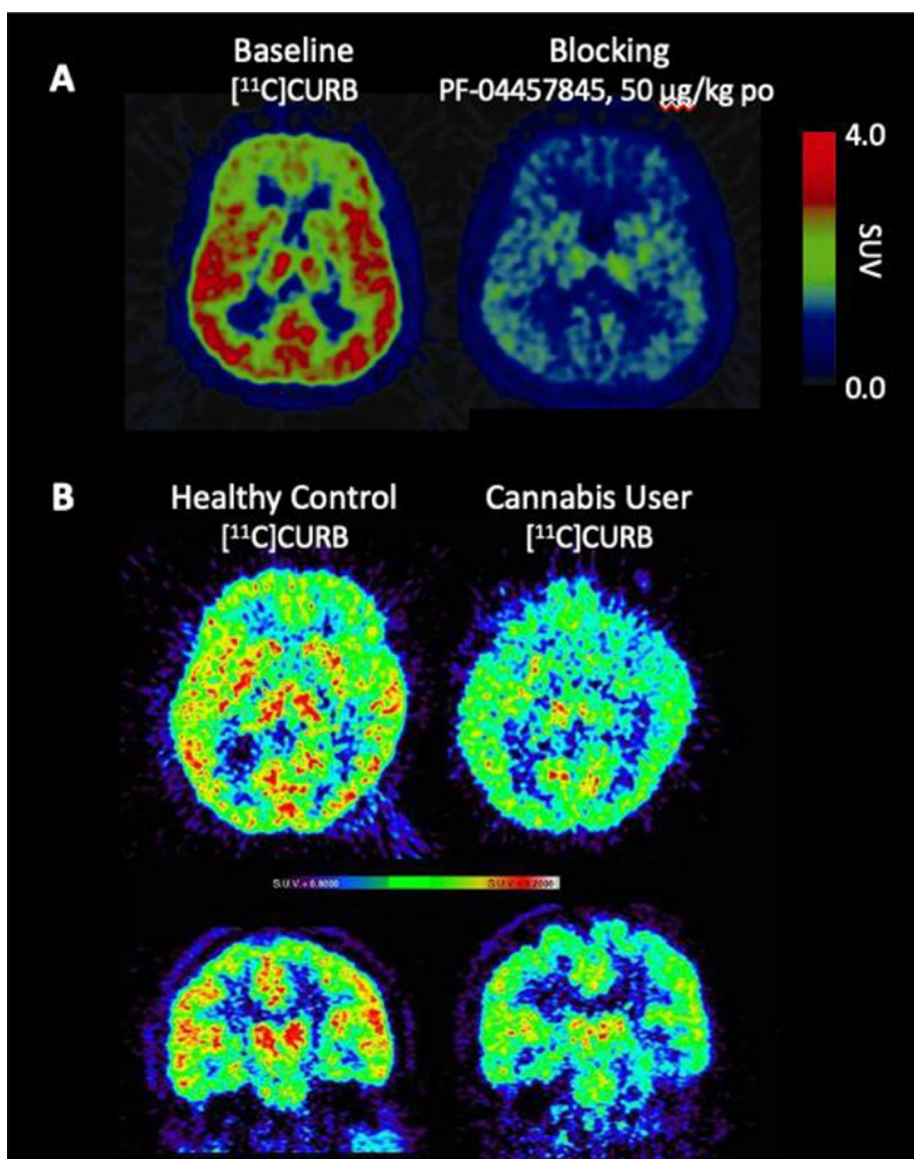 A
Baseline
[¹¹C]CURB
Blocking
PF-04457845, 50 µg/kg po
4.0
SUV
0.0
B
Healthy Control
[¹¹C]CURB
Cannabis User
[¹¹C]CURB